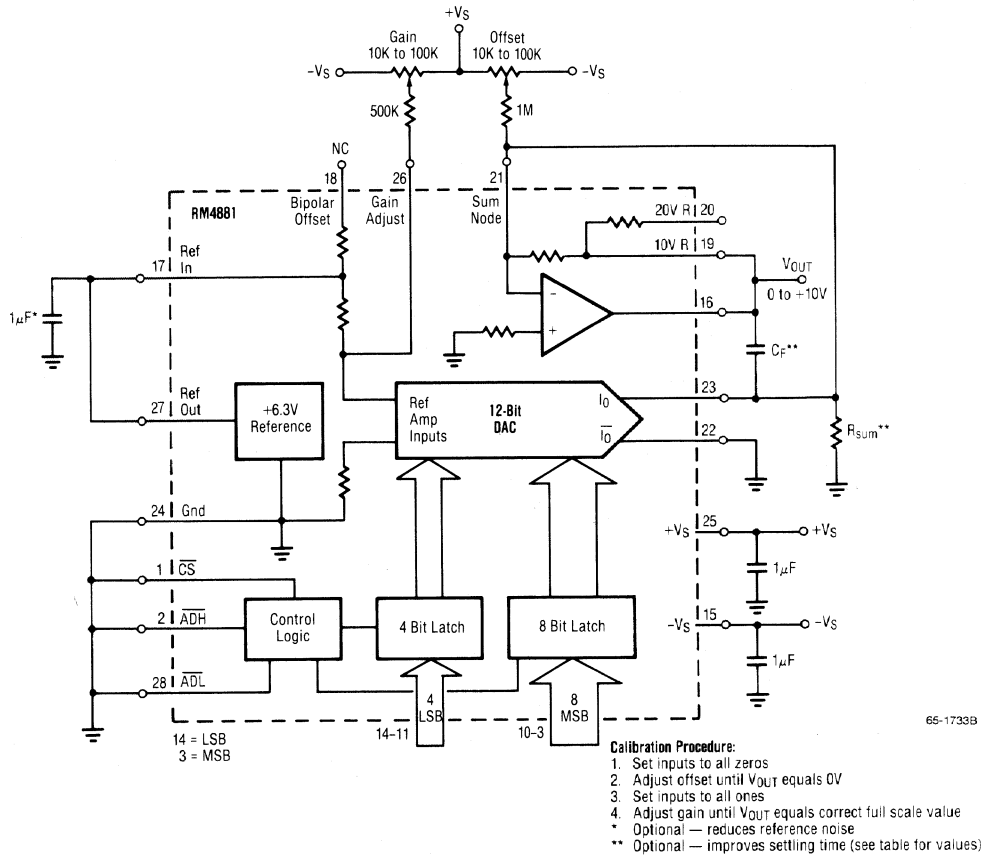 +VS
Gain
10K to 100K
Offset
10K to 100K
−VS
−VS
500K
1M
NC
18
26
21
RM4881
Bipolar
Offset
Gain
Adjust
Sum
Node
20V R
20
10V R
19
Ref
In
17
VOUT
0 to +10V
1μF*
−
+
16
CF**
Ref
Out
27
+6.3V
Reference
Ref
Amp
Inputs
12-Bit
DAC
IO
I̅O̅
23
22
RSum**
24
Gnd
+VS
25
+VS
1μF
1
C̅S̅
2
A̅D̅H̅
28
A̅D̅L̅
Control
Logic
4 Bit Latch
8 Bit Latch
−VS
15
−VS
1μF
4
LSB
8
MSB
14–11
10–3
14 = LSB
3 = MSB
65-1733B
Calibration Procedure:
1. Set inputs to all zeros
2. Adjust offset until VOUT equals 0V
3. Set inputs to all ones
4. Adjust gain until VOUT equals correct full scale value
* Optional — reduces reference noise
** Optional — improves settling time (see table for values)